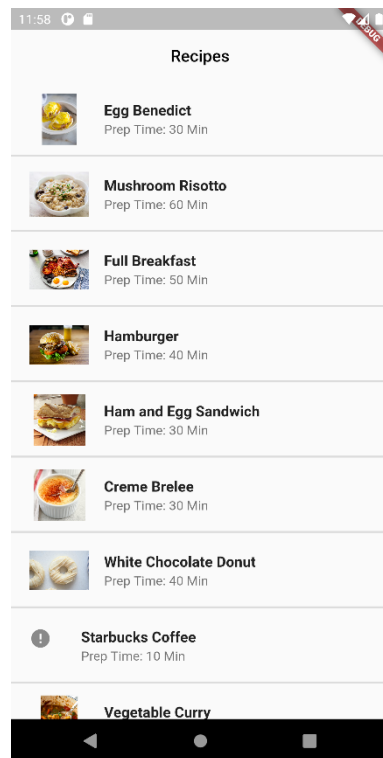 11:58
DEBUG
Recipes
Egg Benedict
Prep Time: 30 Min
Mushroom Risotto
Prep Time: 60 Min
Full Breakfast
Prep Time: 50 Min
Hamburger
Prep Time: 40 Min
Ham and Egg Sandwich
Prep Time: 30 Min
Creme Brelee
Prep Time: 30 Min
White Chocolate Donut
Prep Time: 40 Min
Starbucks Coffee
Prep Time: 10 Min
Vegetable Curry